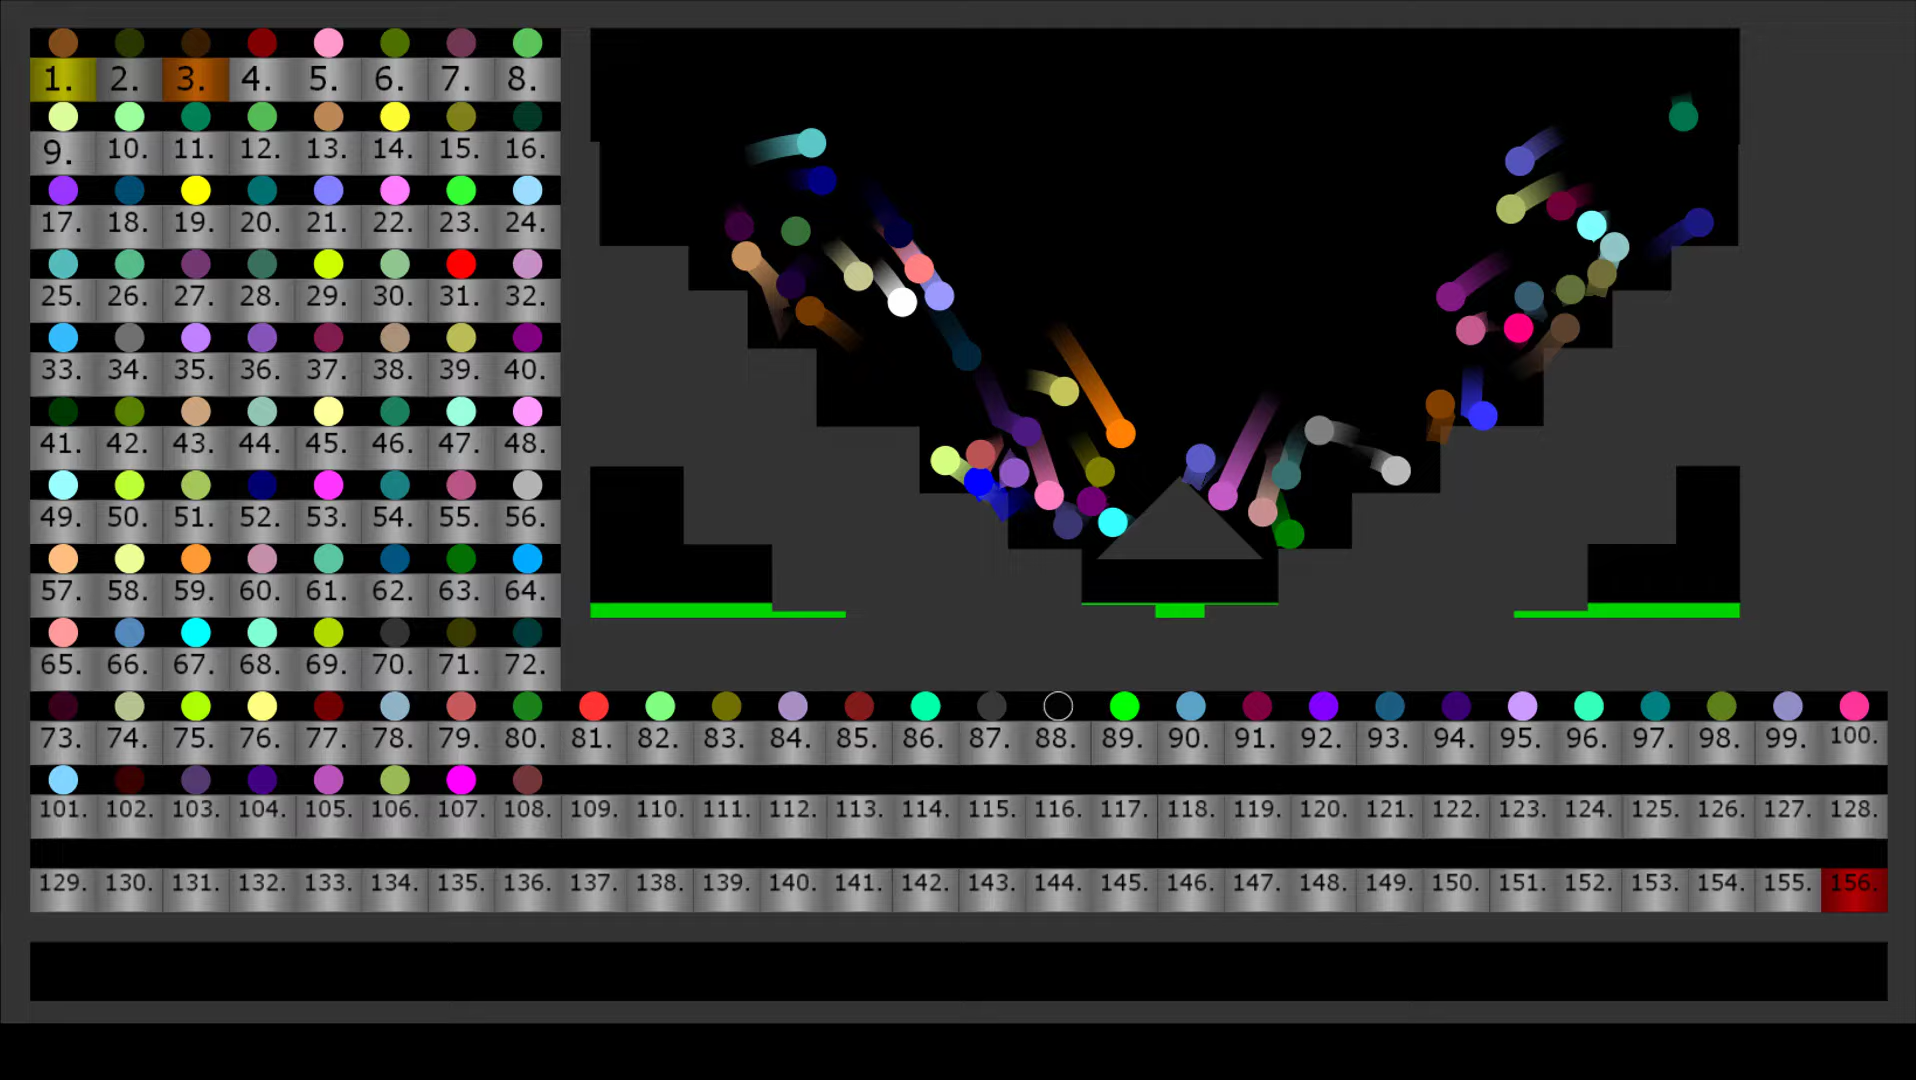 1. 2. 3. 4. 5. 6. 7. 8.
9. 10. 11. 12. 13. 14. 15. 16.
17. 18. 19. 20. 21. 22. 23. 24.
25. 26. 27. 28. 29. 30. 31. 32.
33. 34. 35. 36. 37. 38. 39. 40.
41. 42. 43. 44. 45. 46. 47. 48.
49. 50. 51. 52. 53. 54. 55. 56.
57. 58. 59. 60. 61. 62. 63. 64.
65. 66. 67. 68. 69. 70. 71. 72.
73. 74. 75. 76. 77. 78. 79. 80. 81. 82. 83. 84. 85. 86. 87. 88. 89. 90. 91. 92. 93. 94. 95. 96. 97. 98. 99. 100.
101. 102. 103. 104. 105. 106. 107. 108. 109. 110. 111. 112. 113. 114. 115. 116. 117. 118. 119. 120. 121. 122. 123. 124. 125. 126. 127. 128.
129. 130. 131. 132. 133. 134. 135. 136. 137. 138. 139. 140. 141. 142. 143. 144. 145. 146. 147. 148. 149. 150. 151. 152. 153. 154. 155. 156.